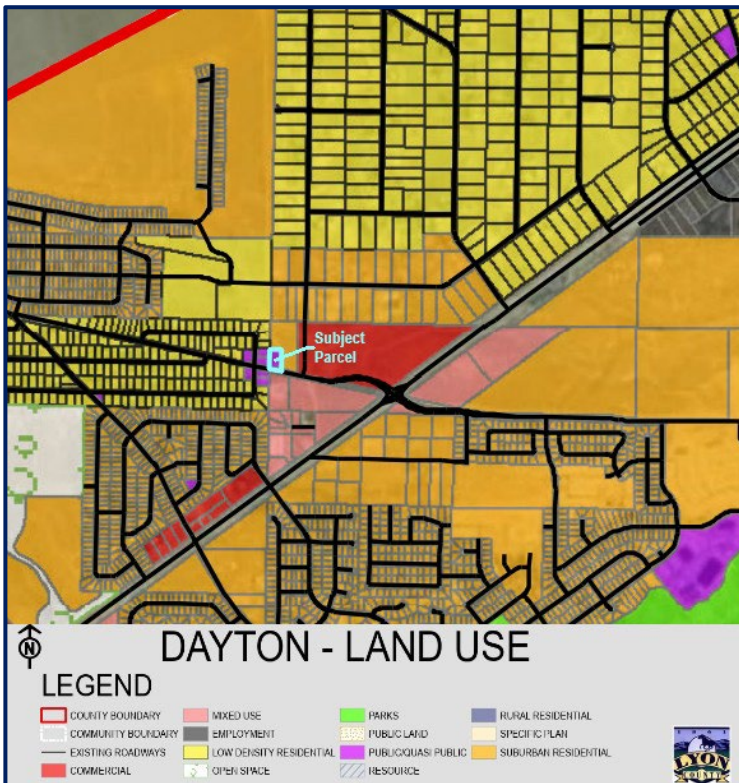 Subject
Parcel
N
DAYTON - LAND USE
LEGEND
COUNTY BOUNDARY
MIXED USE
PARKS
RURAL RESIDENTIAL
COMMUNITY BOUNDARY
EMPLOYMENT
PUBLIC LAND
SPECIFIC PLAN
EXISTING ROADWAYS
LOW DENSITY RESIDENTIAL
PUBLIC/QUASI PUBLIC
SUBURBAN RESIDENTIAL
COMMERCIAL
OPEN SPACE
RESOURCE
LYON
COUNTY